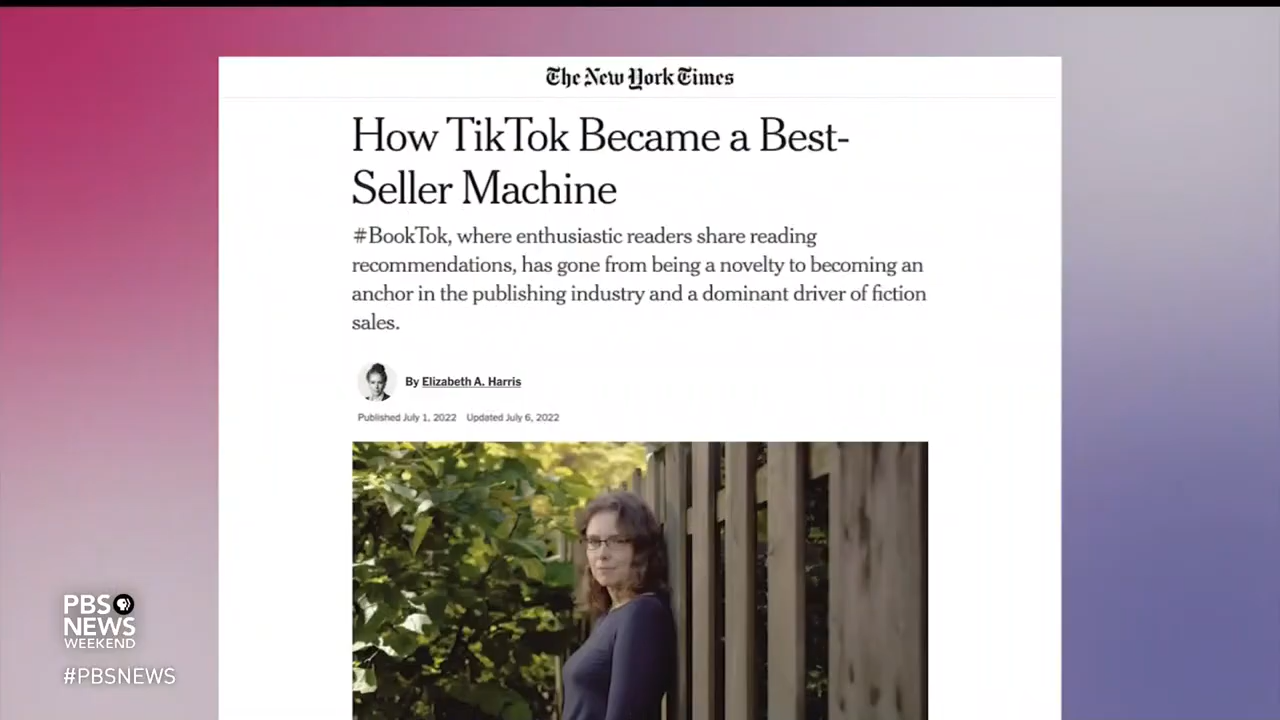 The New York Times
How TikTok Became a Best-
Seller Machine
#BookTok, where enthusiastic readers share reading
recommendations, has gone from being a novelty to becoming an
anchor in the publishing industry and a dominant driver of fiction
sales.
By Elizabeth A. Harris
Published July 1, 2022 Updated July 6, 2022
PBS
NEWS
WEEKEND
#PBSNEWS